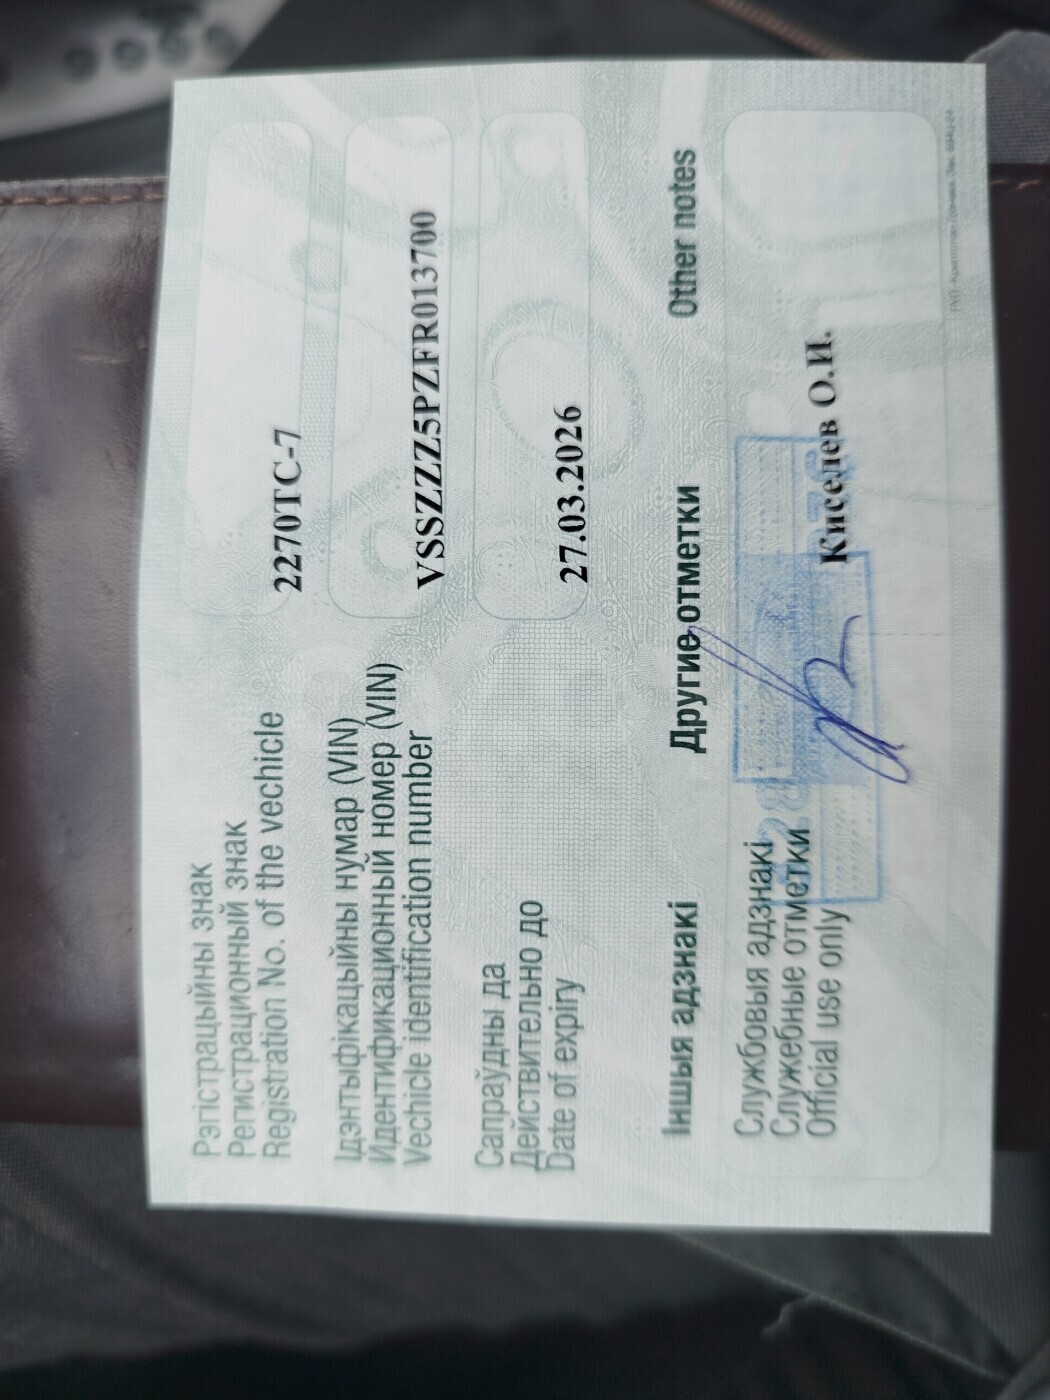 Рэгістрацыйны знак
Регистрационный знак
Registration No. of the vechicle
2270TC-7
Ідэнтыфікацыйны нумар (VIN)
Идентификационный номер (VIN)
Vechicle identification number
VSSZZZ5PZFR013700
Сапраўдны да
Действительно до
Date of expiry
27.03.2026
Іншыя адзнакі
Другие отметки
Other notes
Службовыя адзнакі
Служебные отметки
Official use only
Киселев О.И.